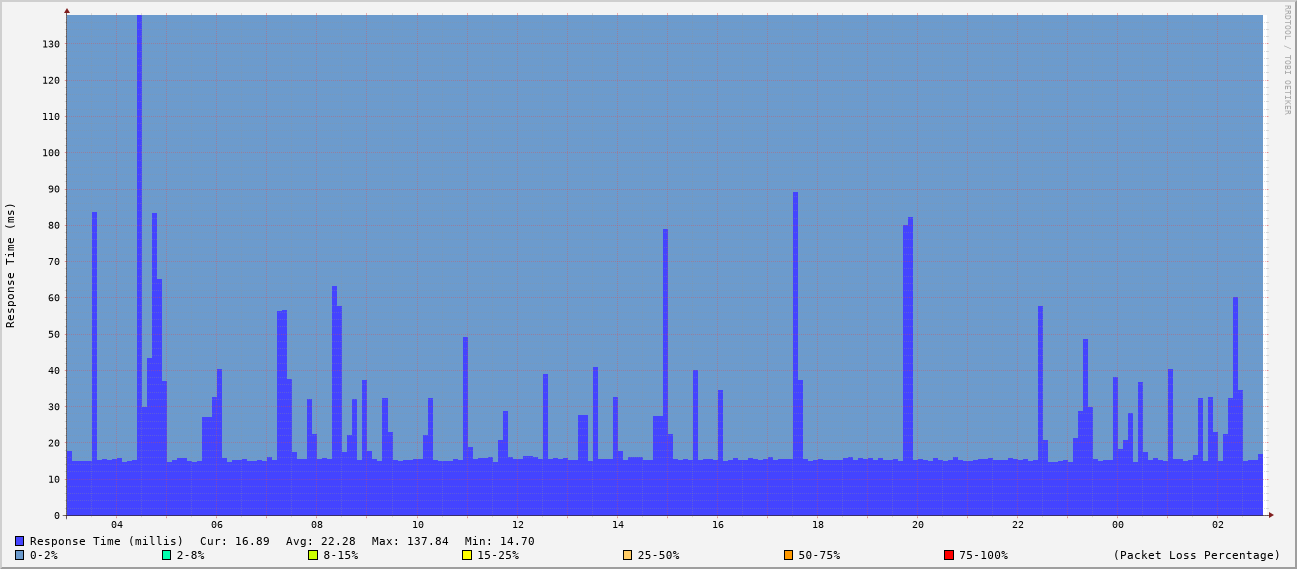 RRDTOOL / TOBI OETIKER
Response Time (ms)
130
120
110
100
90
80
70
60
50
40
30
20
10
0
04 06 08 10 12 14 16 18 20 22 00 02
Response Time (millis) Cur: 16.89 Avg: 22.28 Max: 137.84 Min: 14.70
0-2% 2-8% 8-15% 15-25% 25-50% 50-75% 75-100% (Packet Loss Percentage)